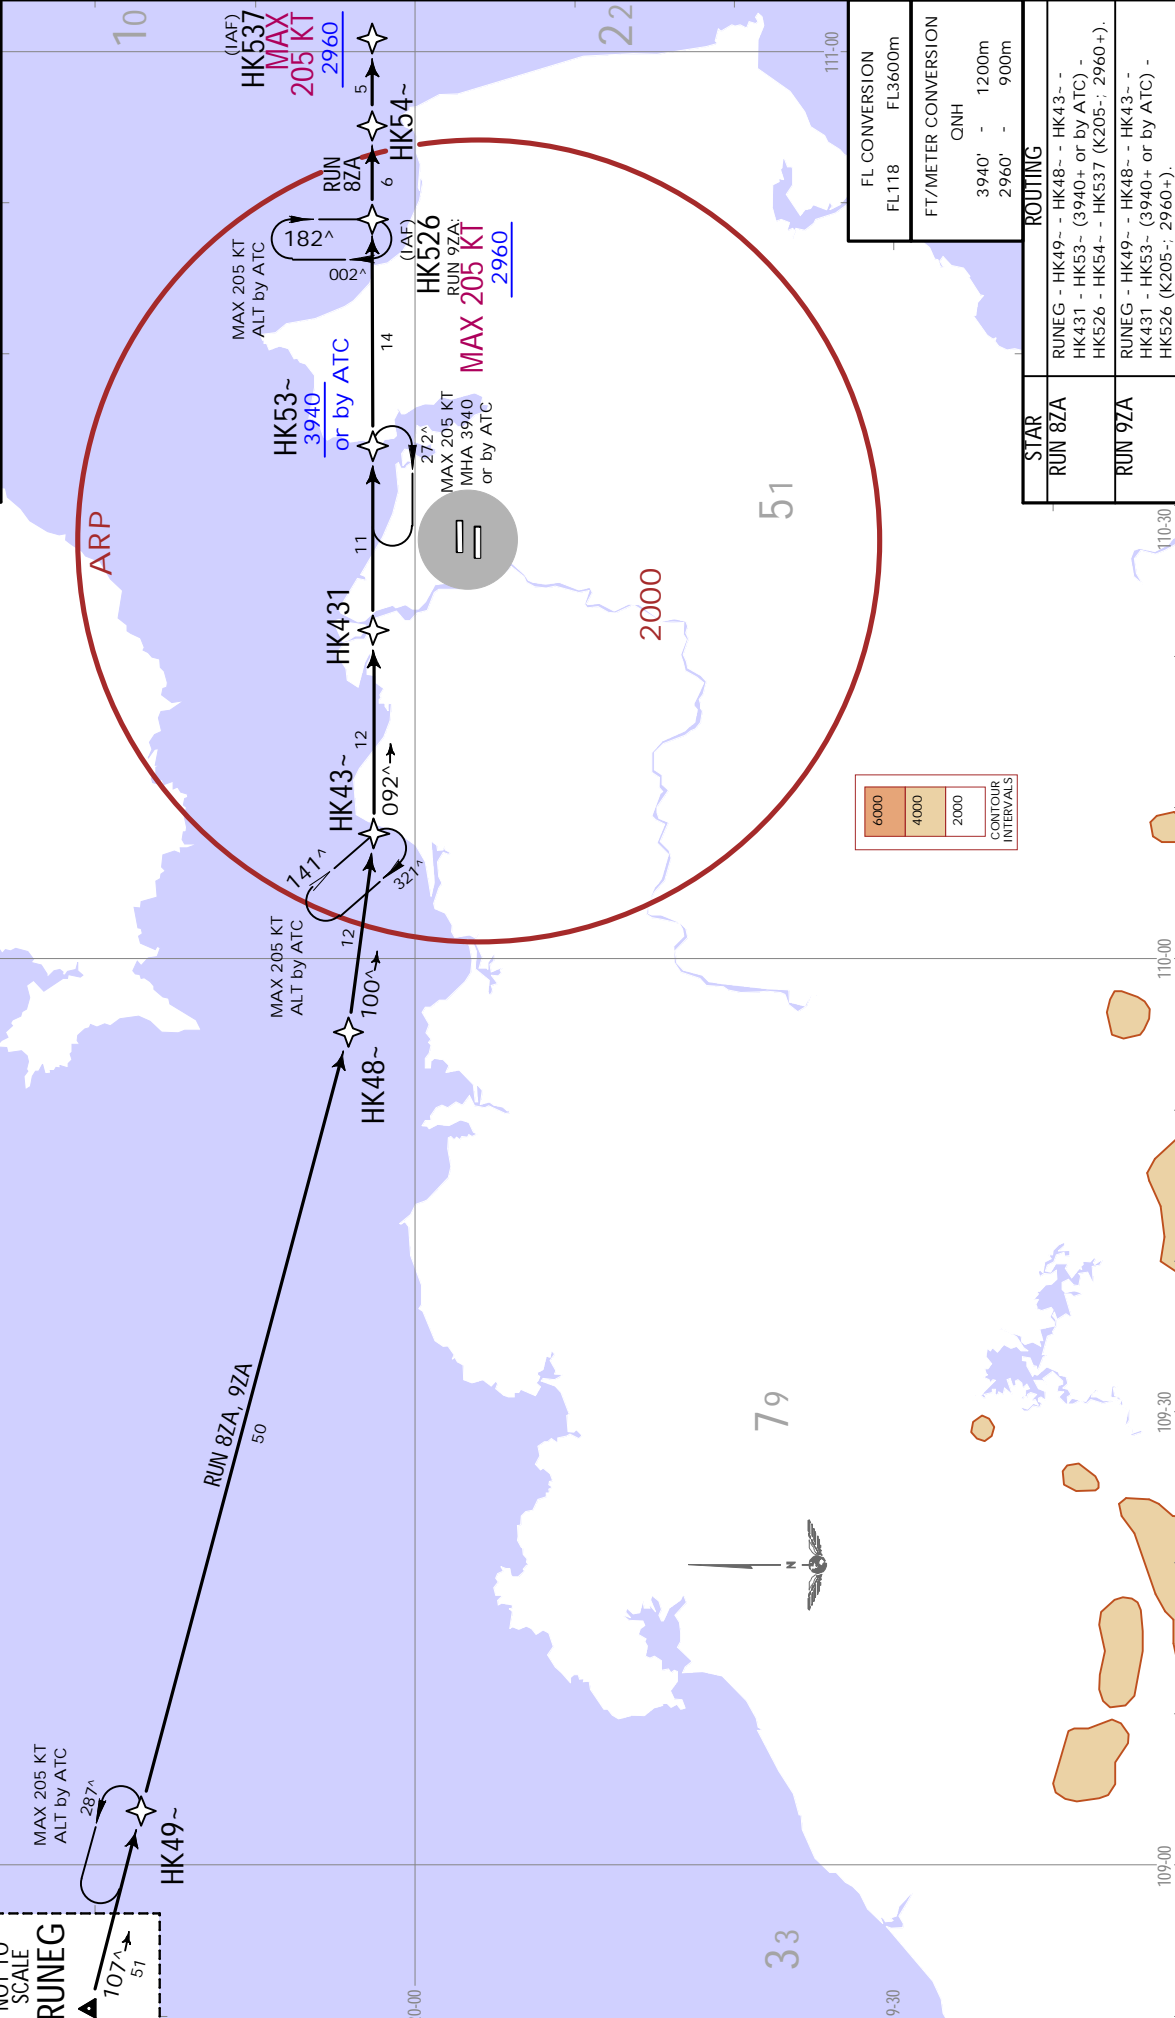 NOT TO
SCALE
RUNEG
107^
51
MAX 205 KT
ALT by ATC
287^
HK49~
RUN 8ZA, 9ZA
50
HK48~
100^
12
MAX 205 KT
ALT by ATC
141^
321^
HK43~
092^
12
HK431
11
HK53~
3940
or by ATC
272^
MAX 205 KT
MHA 3940
or by ATC
14
MAX 205 KT
ALT by ATC
182^
002^
(IAF)
HK526
RUN 9ZA:
MAX 205 KT
2960
RUN
8ZA
6
HK54~
5
(IAF)
HK537
MAX
205 KT
2960
ARP
2000
10
22
51
79
33
N
6000
4000
2000
CONTOUR
INTERVALS
111-00
110-30
110-00
109-30
109-00
FL CONVERSION
FL118 FL3600m
FT/METER CONVERSION
QNH
3940' - 1200m
2960' - 900m
STAR ROUTING
RUN 8ZA RUNEG - HK49~ - HK48~ - HK43~ -
HK431 - HK53~ (3940+ or by ATC) -
HK526 - HK54~ - HK537 (K205-; 2960+).
RUN 9ZA RUNEG - HK49~ - HK48~ - HK43~ -
HK431 - HK53~ (3940+ or by ATC) -
HK526 (K205-; 2960+).